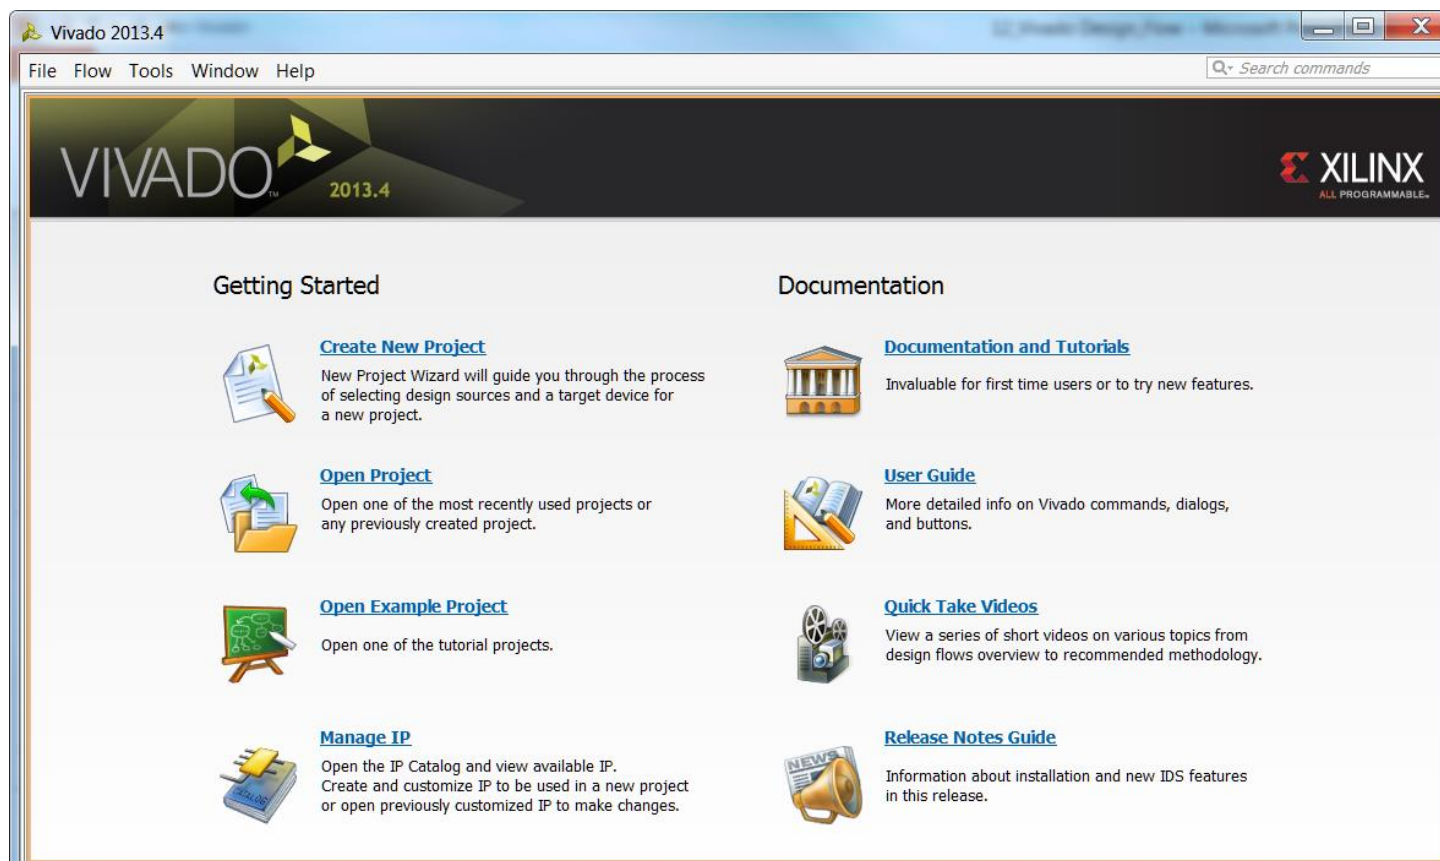 Vivado 2013.4
File Flow Tools Window Help
Search commands
VIVADO™
2013.4
XILINX
ALL PROGRAMMABLE™
Getting Started
Create New Project
New Project Wizard will guide you through the process
of selecting design sources and a target device for
a new project.
Open Project
Open one of the most recently used projects or
any previously created project.
Open Example Project
Open one of the tutorial projects.
Manage IP
Open the IP Catalog and view available IP.
Create and customize IP to be used in a new project
or open previously customized IP to make changes.
CATALOG
Documentation
Documentation and Tutorials
Invaluable for first time users or to try new features.
User Guide
More detailed info on Vivado commands, dialogs,
and buttons.
Quick Take Videos
View a series of short videos on various topics from
design flows overview to recommended methodology.
Release Notes Guide
Information about installation and new IDS features
in this release.
NEWS